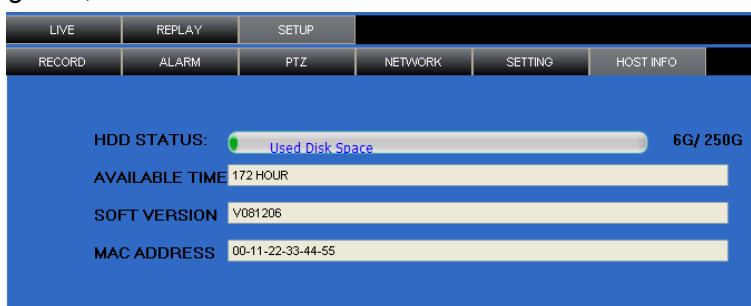 LIVE REPLAY SETUP
RECORD ALARM PTZ NETWORK SETTING HOST INFO
HDD STATUS: Used Disk Space 6G/ 250G
AVAILABLE TIME 172 HOUR
SOFT VERSION V081206
MAC ADDRESS 00-11-22-33-44-55